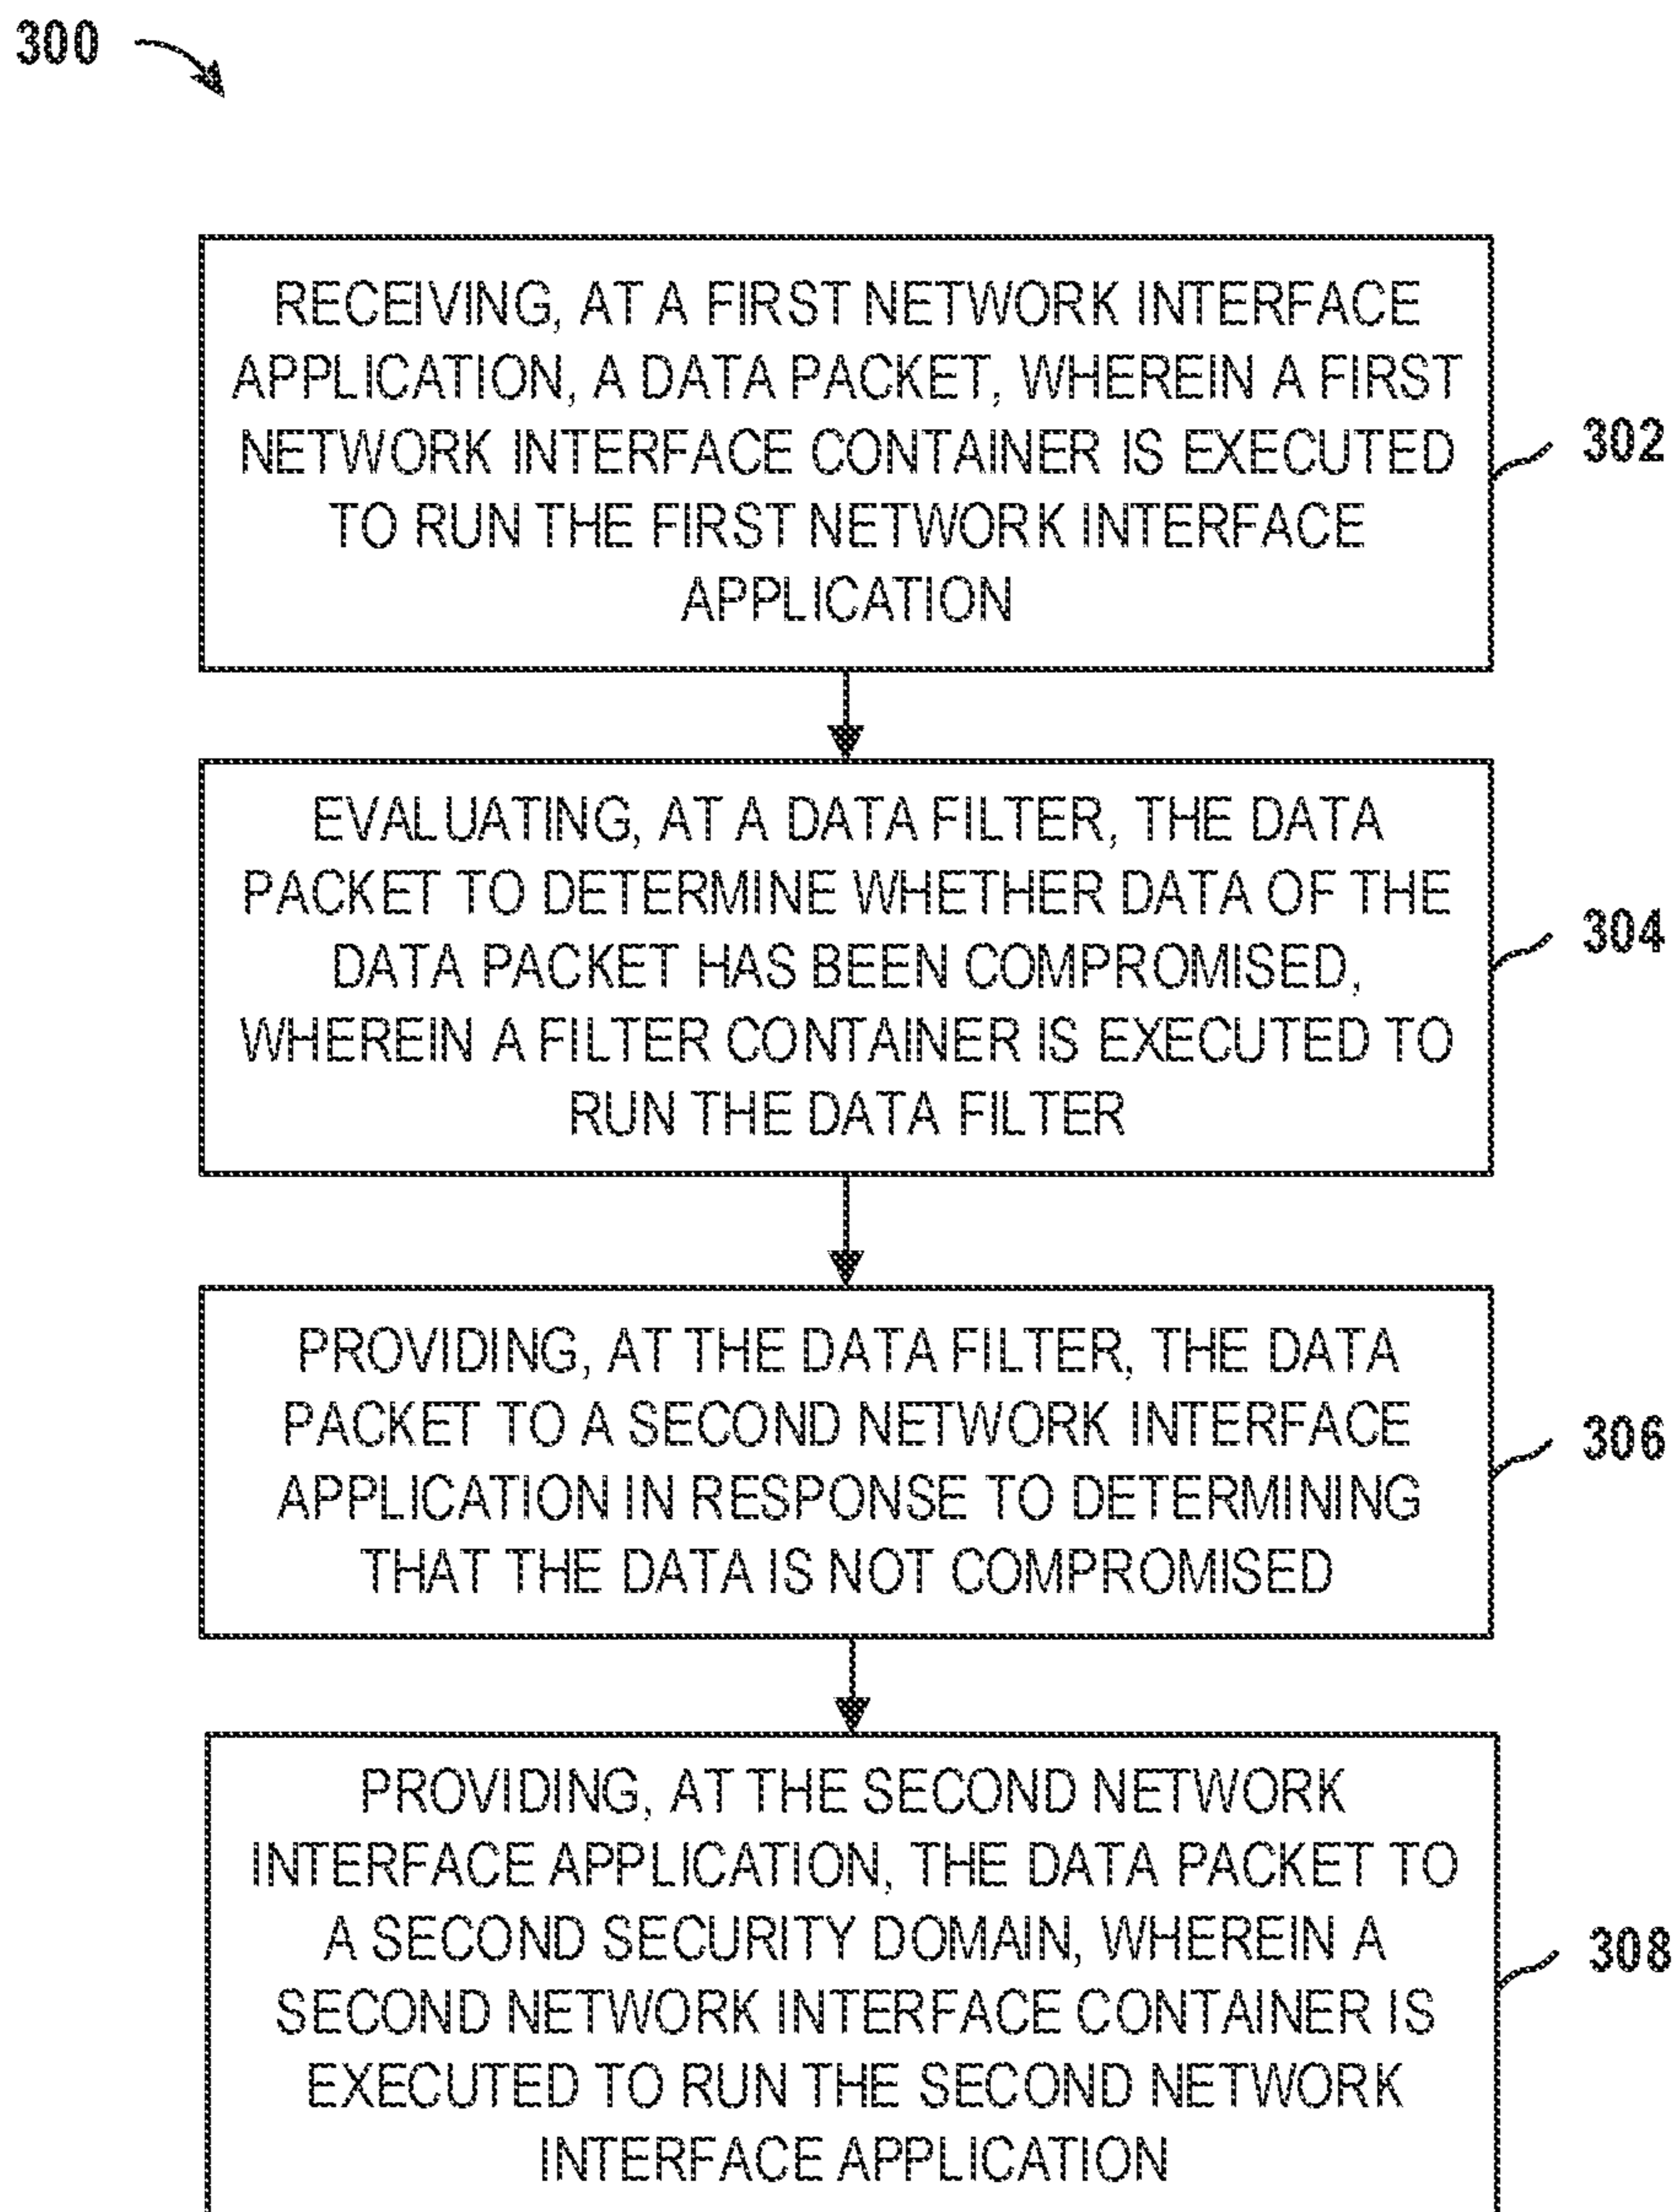 300
RECEIVING, AT A FIRST NETWORK INTERFACE
APPLICATION, A DATA PACKET, WHEREIN A FIRST
NETWORK INTERFACE CONTAINER IS EXECUTED
TO RUN THE FIRST NETWORK INTERFACE
APPLICATION
302
EVALUATING, AT A DATA FILTER, THE DATA
PACKET TO DETERMINE WHETHER DATA OF THE
DATA PACKET HAS BEEN COMPROMISED,
WHEREIN A FILTER CONTAINER IS EXECUTED TO
RUN THE DATA FILTER
304
PROVIDING, AT THE DATA FILTER, THE DATA
PACKET TO A SECOND NETWORK INTERFACE
APPLICATION IN RESPONSE TO DETERMINING
THAT THE DATA IS NOT COMPROMISED
306
PROVIDING, AT THE SECOND NETWORK
INTERFACE APPLICATION, THE DATA PACKET TO
A SECOND SECURITY DOMAIN, WHEREIN A
SECOND NETWORK INTERFACE CONTAINER IS
EXECUTED TO RUN THE SECOND NETWORK
INTERFACE APPLICATION
308